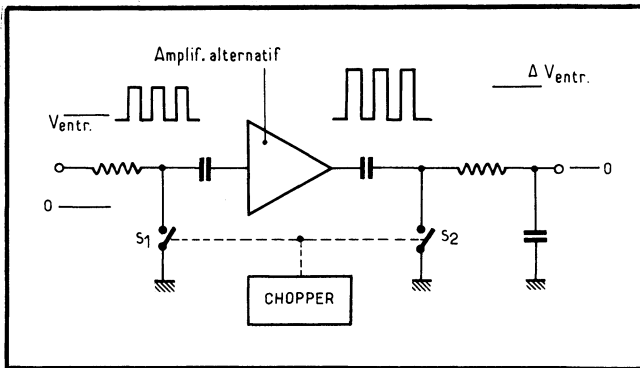 Amplif. alternatif
Δ Ventr.
Ventr.
0
0
S1
S2
CHOPPER